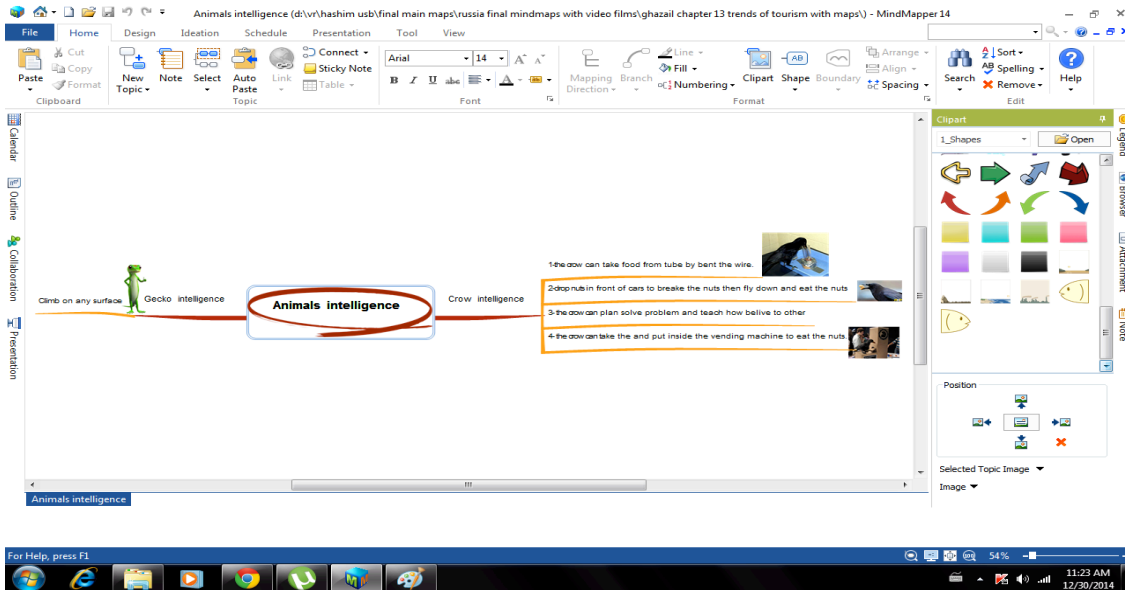 Animals intelligence (d:\vr\hashim usb\final main maps\russia final mindmaps with video films\ghazail chapter 13 trends of tourism with maps\) - MindMapper 14
File Home Design Ideation Schedule Presentation Tool View
Paste
Cut
Copy
Format
Clipboard
New Topic
Note
Select
Auto Paste
Link
Connect
Sticky Note
Table
Topic
Arial 14
B I U abc A
Font
Mapping Direction
Branch
Line
Fill
Numbering
Clipart
Shape
Boundary
Arrange
Align
Spacing
Format
Search
Sort
Spelling
Remove
Edit
Help
Calendar
Outline
Collaboration
Presentation
Climb on any surface
Gecko intelligence
Animals intelligence
Crow intelligence
1-the crow can take food from tube by bent the wire.
2-drop nuts in front of cars to breake the nuts then fly down and eat the nuts
3-the crow can plan solve problem and teach how belive to other
4-the crow can take the and put inside the vending machine to eat the nuts.
Clipart
1_Shapes
Open
Position
Selected Topic Image
Image
Legend
Browser
Attachment
Note
Animals intelligence
For Help, press F1
54%
11:23 AM
12/30/2014